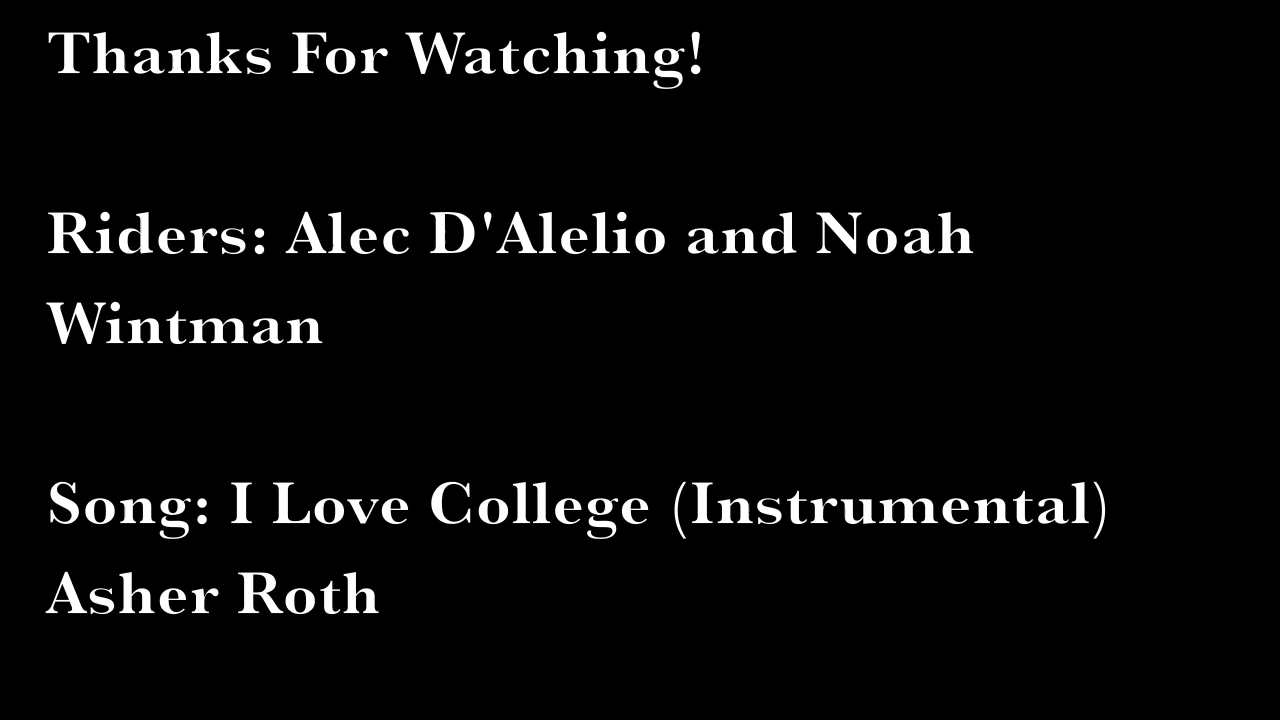 Thanks For Watching!
Riders: Alec D'Alelio and Noah
Wintman
Song: I Love College (Instrumental)
Asher Roth